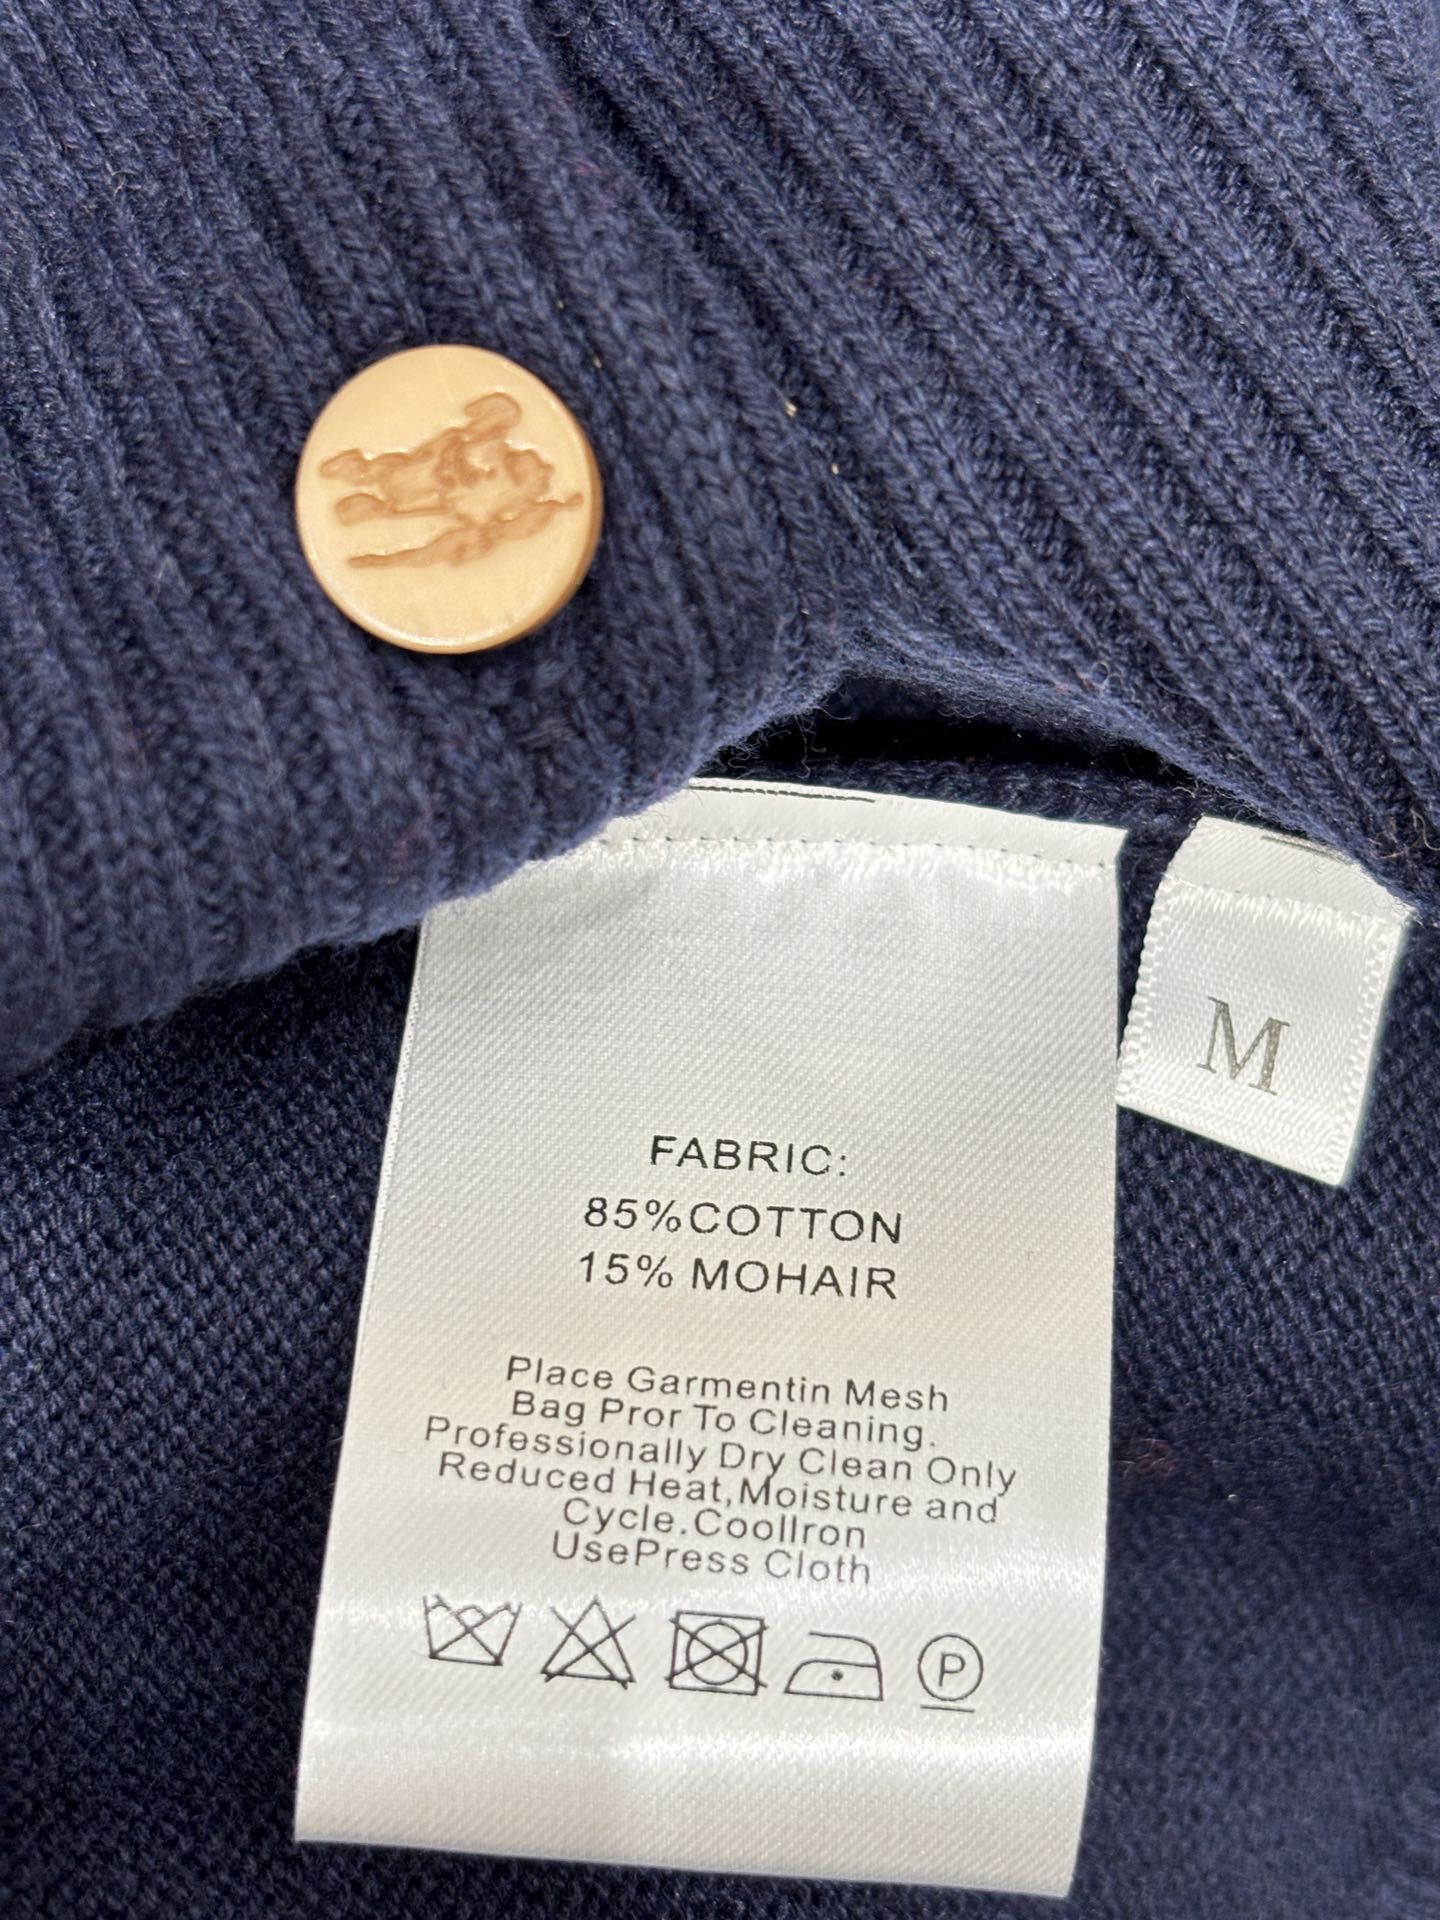 FABRIC:
85%COTTON
15% MOHAIR
Place Garmentin Mesh
Bag Pror To Cleaning.
Professionally Dry Clean Only
Reduced Heat,Moisture and
Cycle.CoolIron
UsePress Cloth
P
M